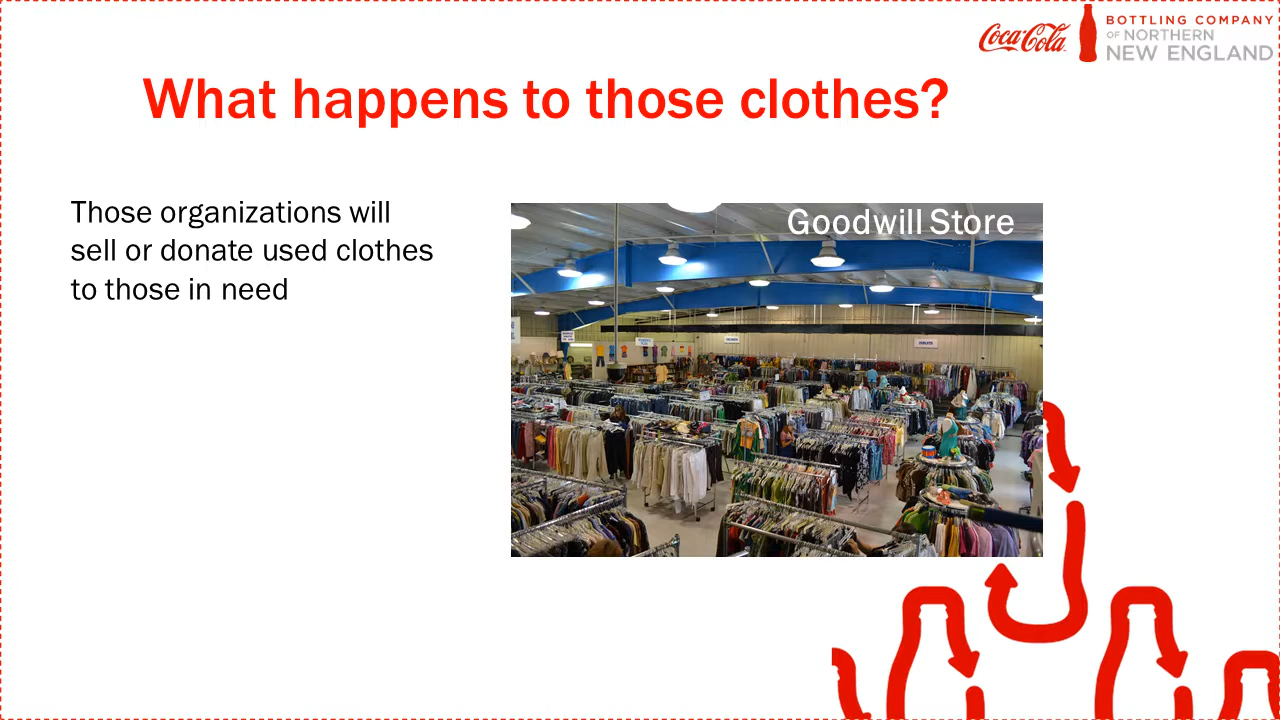 Coca-Cola
BOTTLING COMPANY
OF NORTHERN
NEW ENGLAND
What happens to those clothes?
Those organizations will
sell or donate used clothes
to those in need
Goodwill Store